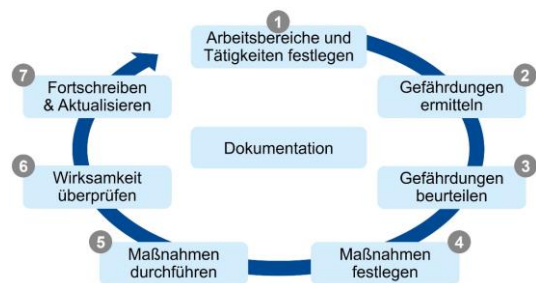 1
Arbeitsbereiche und
Tätigkeiten festlegen
2
Gefährdungen
ermitteln
3
Gefährdungen
beurteilen
4
Maßnahmen
festlegen
5
Maßnahmen
durchführen
6
Wirksamkeit
überprüfen
7
Fortschreiben
& Aktualisieren
Dokumentation